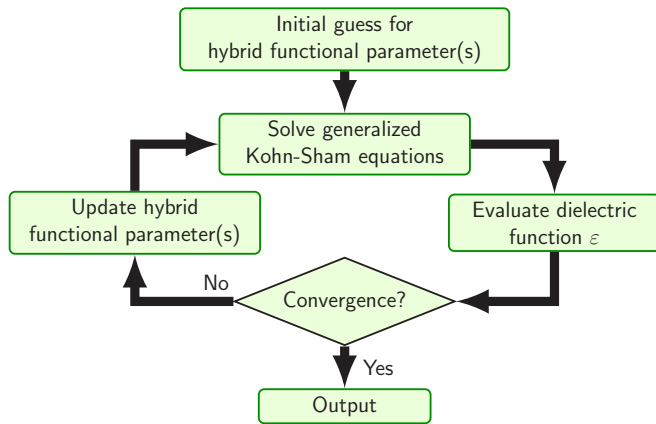 Initial guess for
hybrid functional parameter(s)
Solve generalized
Kohn-Sham equations
Update hybrid
functional parameter(s)
Evaluate dielectric
function ε
No
Convergence?
Yes
Output